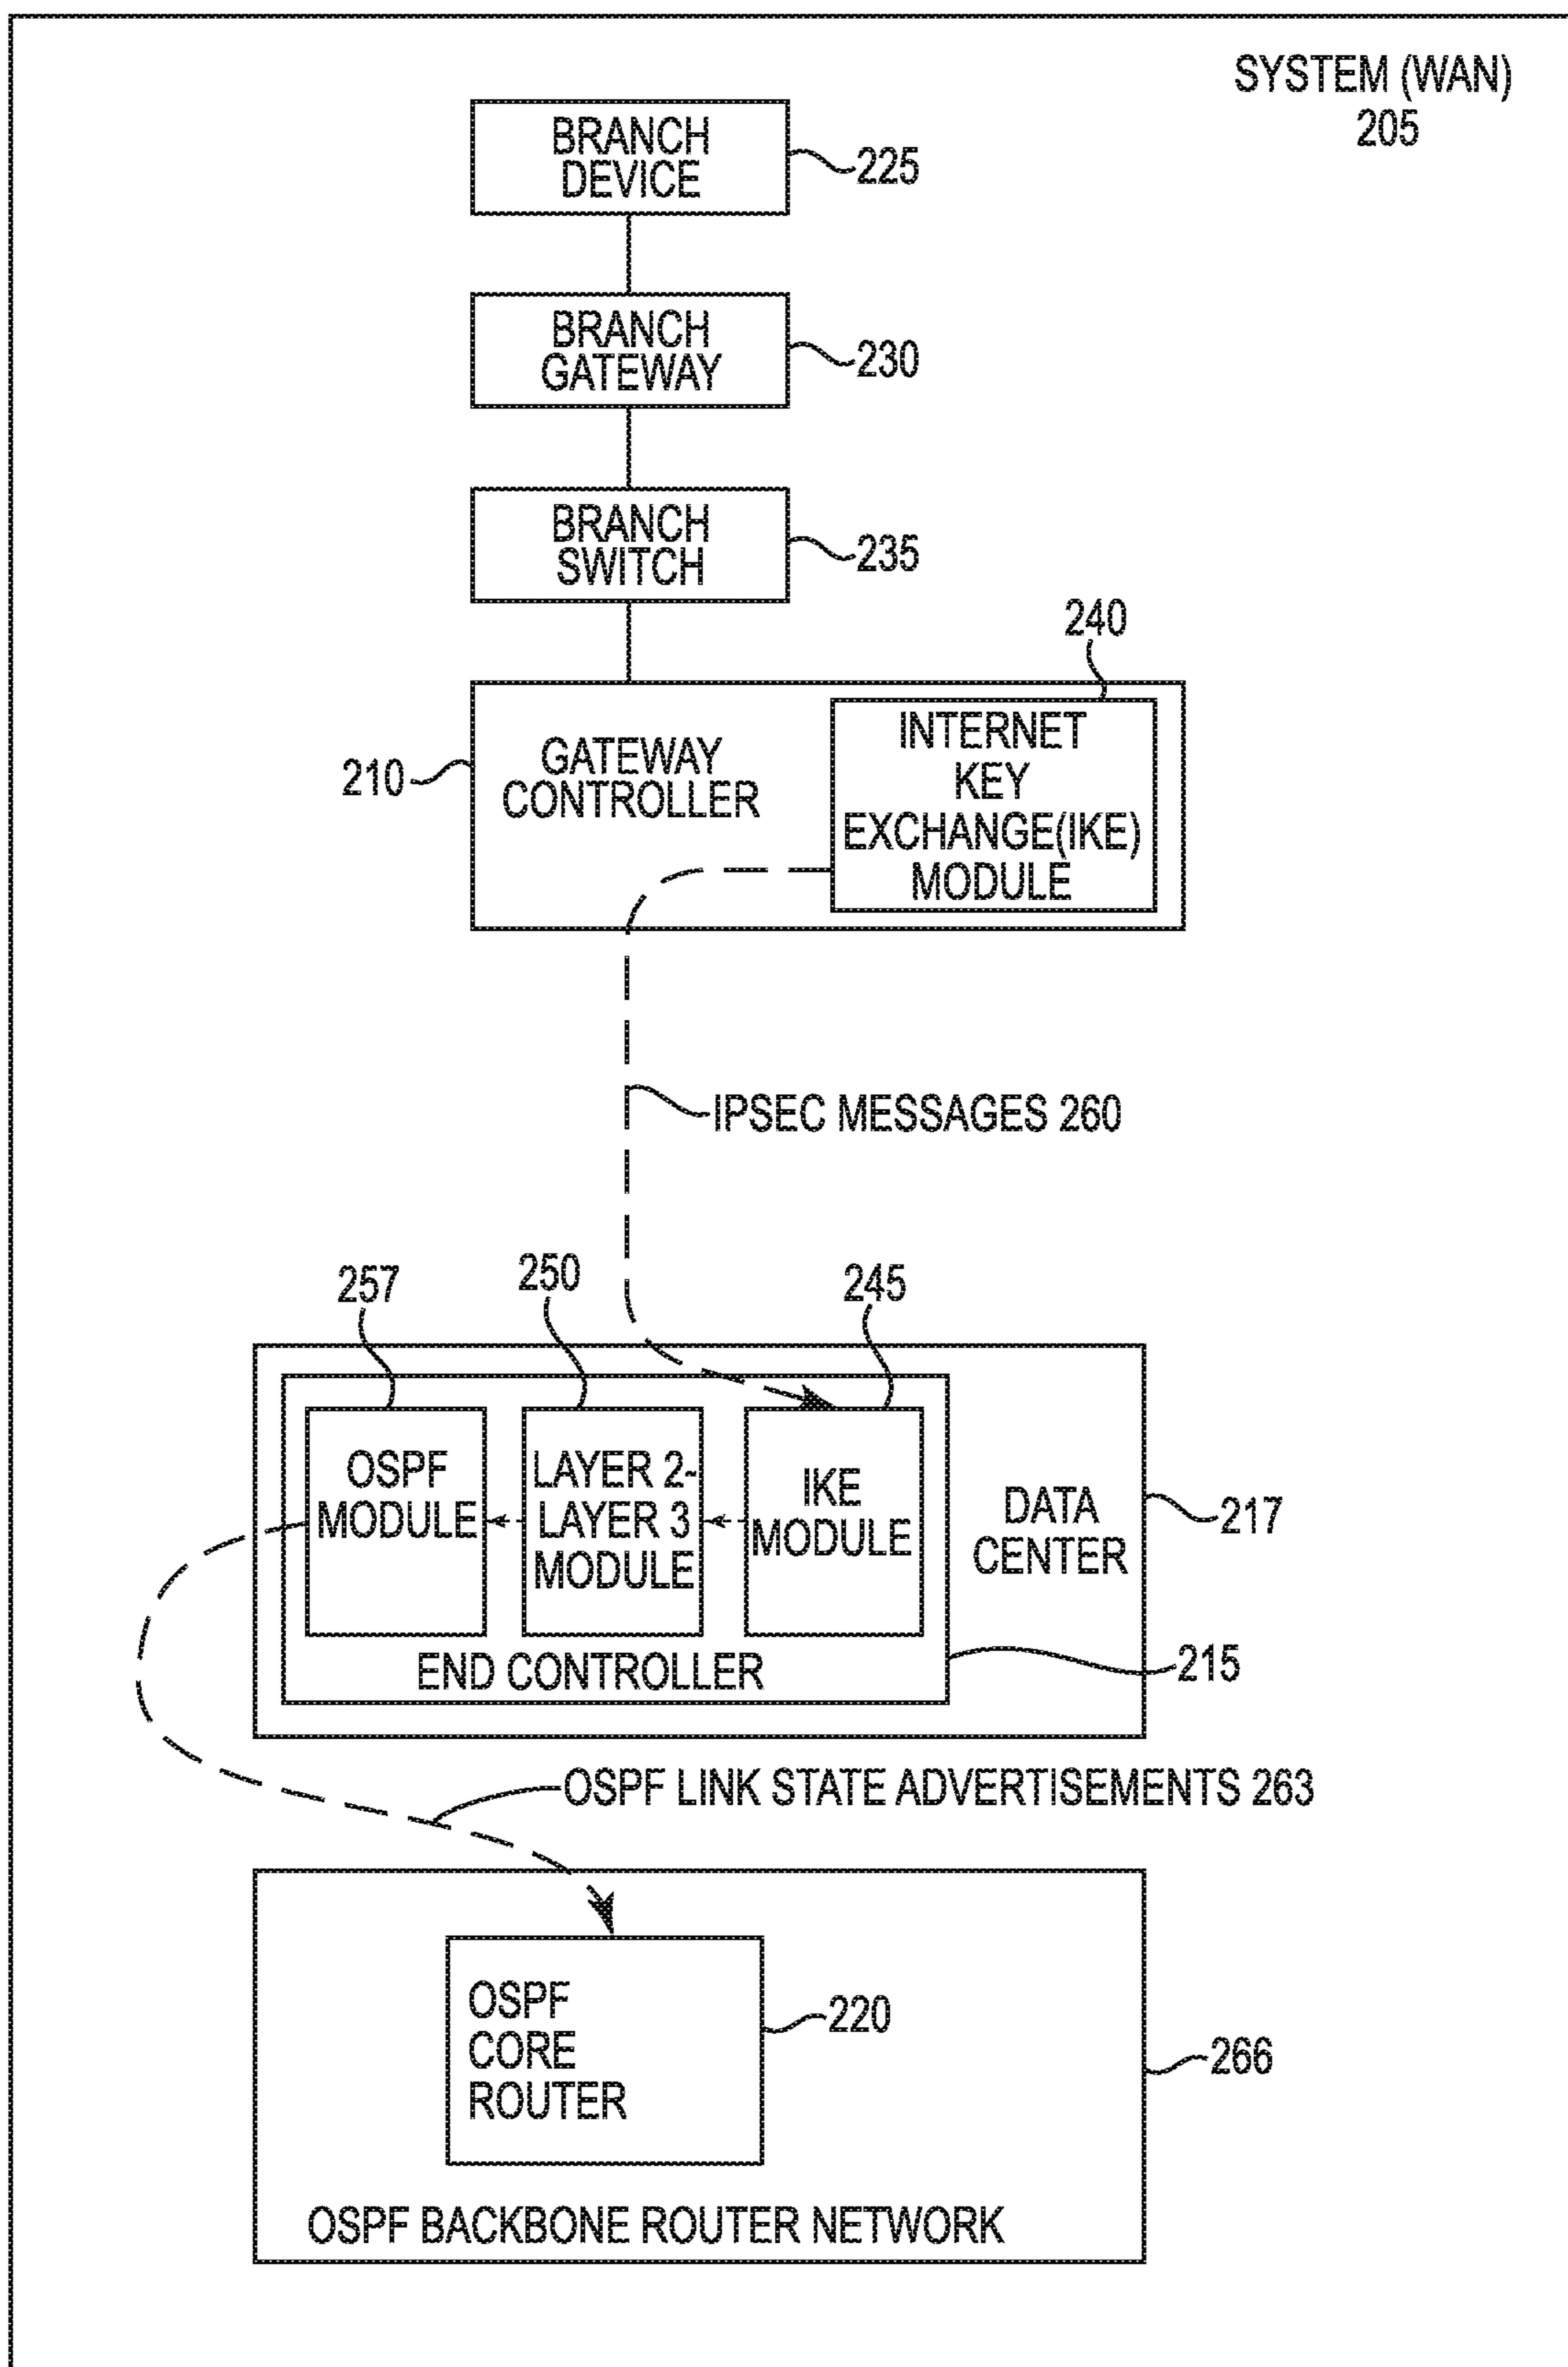 SYSTEM (WAN)
205
BRANCH
DEVICE
225
BRANCH
GATEWAY
230
BRANCH
SWITCH
235
240
INTERNET
KEY
EXCHANGE(IKE)
MODULE
GATEWAY
CONTROLLER
210
IPSEC MESSAGES 260
257
250
245
OSPF
MODULE
LAYER 2-
LAYER 3
MODULE
IKE
MODULE
DATA
CENTER
217
END CONTROLLER
215
OSPF LINK STATE ADVERTISEMENTS 263
OSPF
CORE
ROUTER
220
266
OSPF BACKBONE ROUTER NETWORK